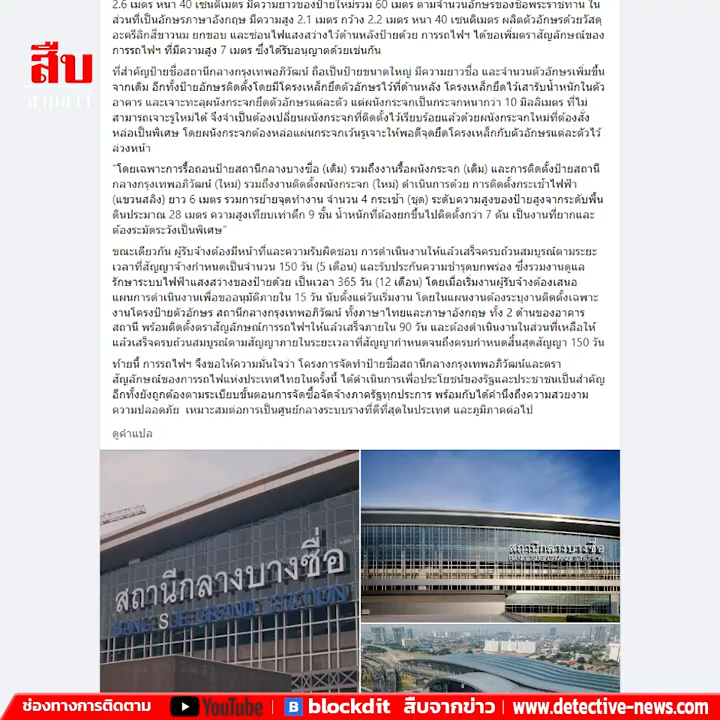 2.6 เมตร หนา 40 เซนติเมตร มีความยาวของป้ายใหม่รวม 60 เมตร ตามจำนวนอักษรของชื่อพระราชทาน ใน
ส่วนที่เป็นอักษรภาษาอังกฤษ มีความสูง 2.1 เมตร กว้าง 2.2 เมตร หนา 40 เซนติเมตร ผลิตตัวอักษรด้วยวัสดุ
อะคริลิกสีขาวนม ยกขอบ และซ่อนไฟแสงสว่างไว้ด้านหลังป้ายด้วย การรถไฟฯ ได้ขอเพิ่มตราสัญลักษณ์ของ
การรถไฟฯ ที่มีความสูง 7 เมตร ซึ่งได้รับอนุญาตด้วยเช่นกัน
ที่สำคัญป้ายชื่อสถานีกลางกรุงเทพอภิวัฒน์ ถือเป็นป้ายขนาดใหญ่ มีความยาวชื่อ และจำนวนตัวอักษรเพิ่มขึ้น
จากเดิม อีกทั้งป้ายอักษรติดตั้งโดยมีโครงเหล็กยึดตัวอักษรไว้ที่ด้านหลัง โครงเหล็กยึดไว้เสารับน้ำหนักในตัว
อาคาร และเจาะทะลุผนังกระจกยึดตัวอักษรแต่ละตัว แต่ผนังกระจกเป็นกระจกหนากว่า 10 มิลลิเมตร ที่ไม่
สามารถเจาะรูใหม่ได้ จึงจำเป็นต้องเปลี่ยนผนังกระจกที่ติดตั้งไว้เรียบร้อยแล้วด้วยผนังกระจกใหม่ที่ต้องสั่ง
หล่อเป็นพิเศษ โดยผนังกระจกต้องหล่อแผ่นกระจกเว้นรูเจาะให้พอดีจุดยึดโครงเหล็กกับตัวอักษรแต่ละตัวไว้
ล่วงหน้า
"โดยเฉพาะการรื้อถอนป้ายสถานีกลางบางซื่อ (เดิม) รวมถึงงานรื้อผนังกระจก (เดิม) และการติดตั้งป้ายสถานี
กลางกรุงเทพอภิวัฒน์ (ใหม่) รวมถึงงานติดตั้งผนังกระจก (ใหม่) ดำเนินการด้วย การติดตั้งกระเช้าไฟฟ้า
(แขวนสลิง) ยาว 6 เมตร รวมการย้ายจุดทำงาน จำนวน 4 กระเช้า (ชุด) ระดับความสูงของป้ายสูงจากระดับพื้น
ดินประมาณ 28 เมตร ความสูงเทียบเท่าตึก 9 ชั้น น้ำหนักที่ต้องยกขึ้นไปติดตั้งกว่า 7 ตัน เป็นงานที่ยากและ
ต้องระมัดระวังเป็นพิเศษ"
ขณะเดียวกัน ผู้รับจ้างต้องมีหน้าที่และความรับผิดชอบ การดำเนินงานให้แล้วเสร็จครบถ้วนสมบูรณ์ตามระยะ
เวลาที่สัญญาจ้างกำหนดเป็นจำนวน 150 วัน (5 เดือน) และรับประกันความชำรุดบกพร่อง ซึ่งรวมงานดูแล
รักษาระบบไฟฟ้าแสงสว่างของป้ายด้วย เป็นเวลา 365 วัน (12 เดือน) โดยเมื่อเริ่มงานผู้รับจ้างต้องเสนอ
แผนการดำเนินงานเพื่อขออนุมัติภายใน 15 วัน นับตั้งแต่วันเริ่มงาน โดยในแผนงานต้องระบุงานติดตั้งเฉพาะ
งานโครงป้ายตัวอักษร สถานีกลางกรุงเทพอภิวัฒน์ ทั้งภาษาไทยและภาษาอังกฤษ ทั้ง 2 ด้านของอาคาร
สถานี พร้อมติดตั้งตราสัญลักษณ์การรถไฟฯให้แล้วเสร็จภายใน 90 วัน และต้องดำเนินงานในส่วนที่เหลือให้
แล้วเสร็จครบถ้วนสมบูรณ์ตามสัญญาภายในระยะเวลาที่สัญญากำหนดจนถึงครบกำหนดสิ้นสุดสัญญา 150 วัน
ท้ายนี้ การรถไฟฯ จึงขอให้ความมั่นใจว่า โครงการจัดทำป้ายชื่อสถานีกลางกรุงเทพอภิวัฒน์และตรา
สัญลักษณ์ของการรถไฟแห่งประเทศไทยในครั้งนี้ ได้ดำเนินการเพื่อประโยชน์ของรัฐและประชาชนเป็นสำคัญ
อีกทั้งยังถูกต้องตามระเบียบขั้นตอนการจัดซื้อจัดจ้างภาครัฐทุกประการ พร้อมกับได้คำนึงถึงความสวยงาม
ความปลอดภัย เหมาะสมต่อการเป็นศูนย์กลางระบบรางที่ดีที่สุดในประเทศ และภูมิภาคต่อไป
ดูคำแปล
สืบ
จากข่าว
สถานีกลางบางซื่อ
BANG SUE GRAND STATION
สถานีกลางบางซื่อ
BANG SUE GRAND STATION
ช่องทางการติดตาม YouTube B blockdit สืบจากข่าว www.detective-news.com